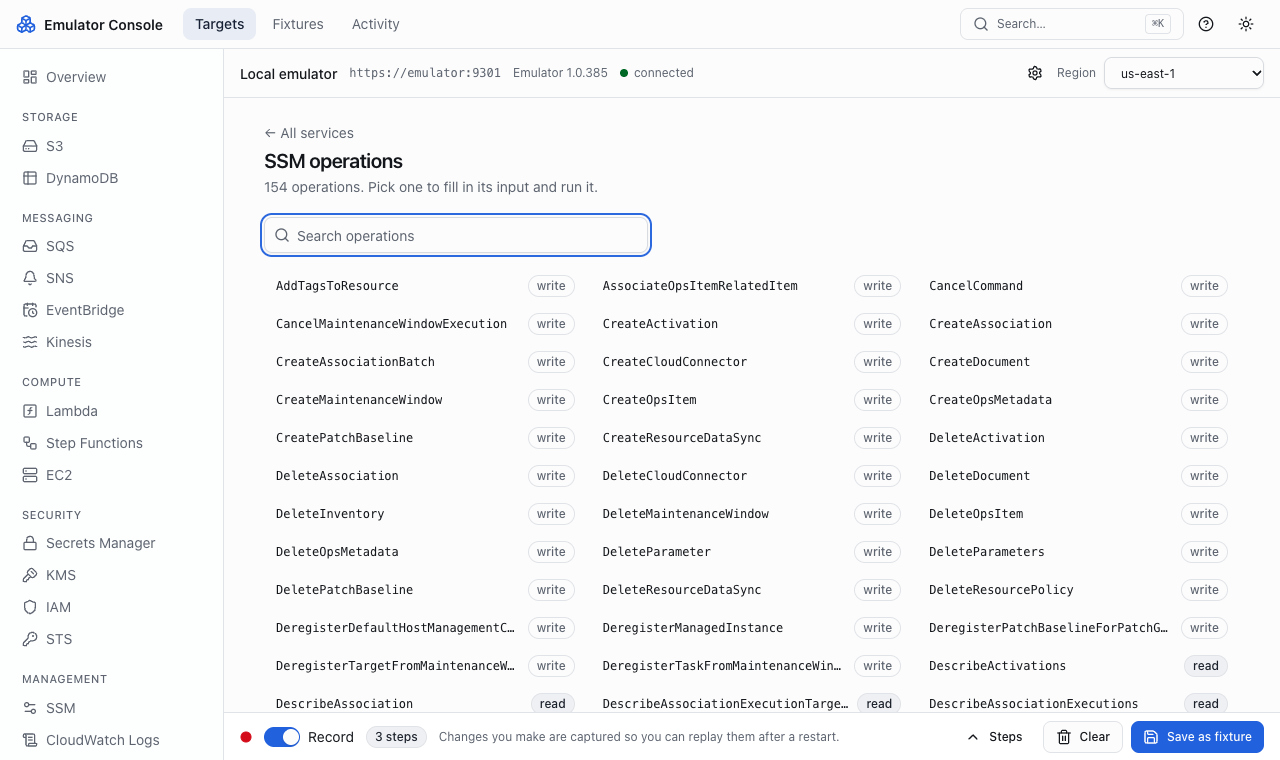 Emulator Console
Targets
Fixtures
Activity
Search...
⌘K
Overview
STORAGE
S3
DynamoDB
MESSAGING
SQS
SNS
EventBridge
Kinesis
COMPUTE
Lambda
Step Functions
EC2
SECURITY
Secrets Manager
KMS
IAM
STS
MANAGEMENT
SSM
CloudWatch Logs
Local emulator https://emulator:9301 Emulator 1.0.385 connected
Region us-east-1
← All services
SSM operations
154 operations. Pick one to fill in its input and run it.
Search operations
AddTagsToResource write AssociateOpsItemRelatedItem write CancelCommand write
CancelMaintenanceWindowExecution write CreateActivation write CreateAssociation write
CreateAssociationBatch write CreateCloudConnector write CreateDocument write
CreateMaintenanceWindow write CreateOpsItem write CreateOpsMetadata write
CreatePatchBaseline write CreateResourceDataSync write DeleteActivation write
DeleteAssociation write DeleteCloudConnector write DeleteDocument write
DeleteInventory write DeleteMaintenanceWindow write DeleteOpsItem write
DeleteOpsMetadata write DeleteParameter write DeleteParameters write
DeletePatchBaseline write DeleteResourceDataSync write DeleteResourcePolicy write
DeregisterDefaultHostManagementC… write DeregisterManagedInstance write DeregisterPatchBaselineForPatchG… write
DeregisterTargetFromMaintenanceW… write DeregisterTaskFromMaintenanceWin… write DescribeActivations read
DescribeAssociation read DescribeAssociationExecutionTarge… read DescribeAssociationExecutions read
Record 3 steps Changes you make are captured so you can replay them after a restart. Steps Clear Save as fixture